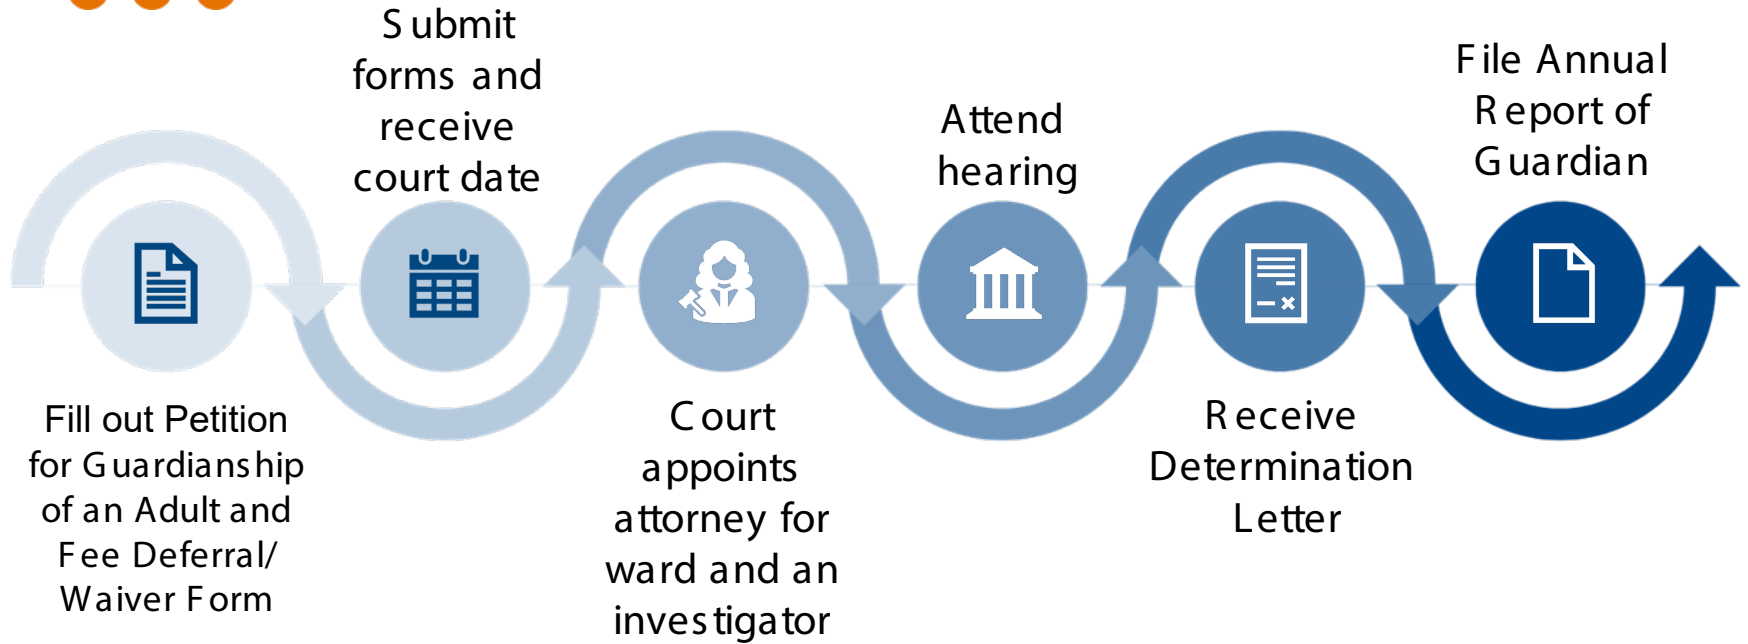 Fill out Petition
for Guardianship
of an Adult and
Fee Deferral/
Waiver Form
Submit
forms and
receive
court date
Court
appoints
attorney for
ward and an
investigator
Attend
hearing
Receive
Determination
Letter
File Annual
Report of
Guardian